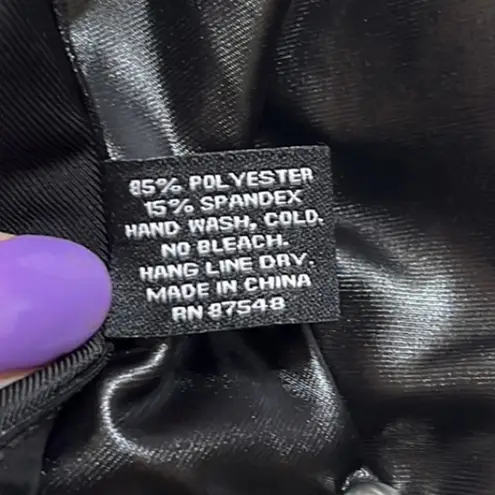 85% POLYESTER
15% SPANDEX
HAND WASH, COLD.
NO BLEACH.
HANG LINE DRY.
MADE IN CHINA
RN 87548